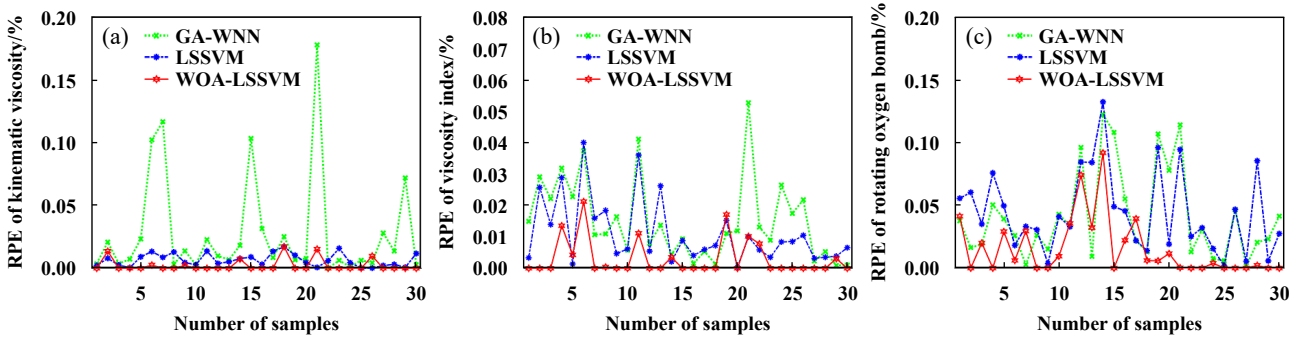 RPE of kinematic viscosity/%
0.20
0.15
0.10
0.05
0.00
(a)
GA-WNN
LSSVM
WOA-LSSVM
5 10 15 20 25 30
Number of samples
RPE of viscosity index/%
0.08
0.07
0.06
0.05
0.04
0.03
0.02
0.01
0.00
(b)
GA-WNN
LSSVM
WOA-LSSVM
5 10 15 20 25 30
Number of samples
RPE of rotating oxygen bomb/%
0.20
0.15
0.10
0.05
0.00
(c)
GA-WNN
LSSVM
WOA-LSSVM
5 10 15 20 25 30
Number of samples